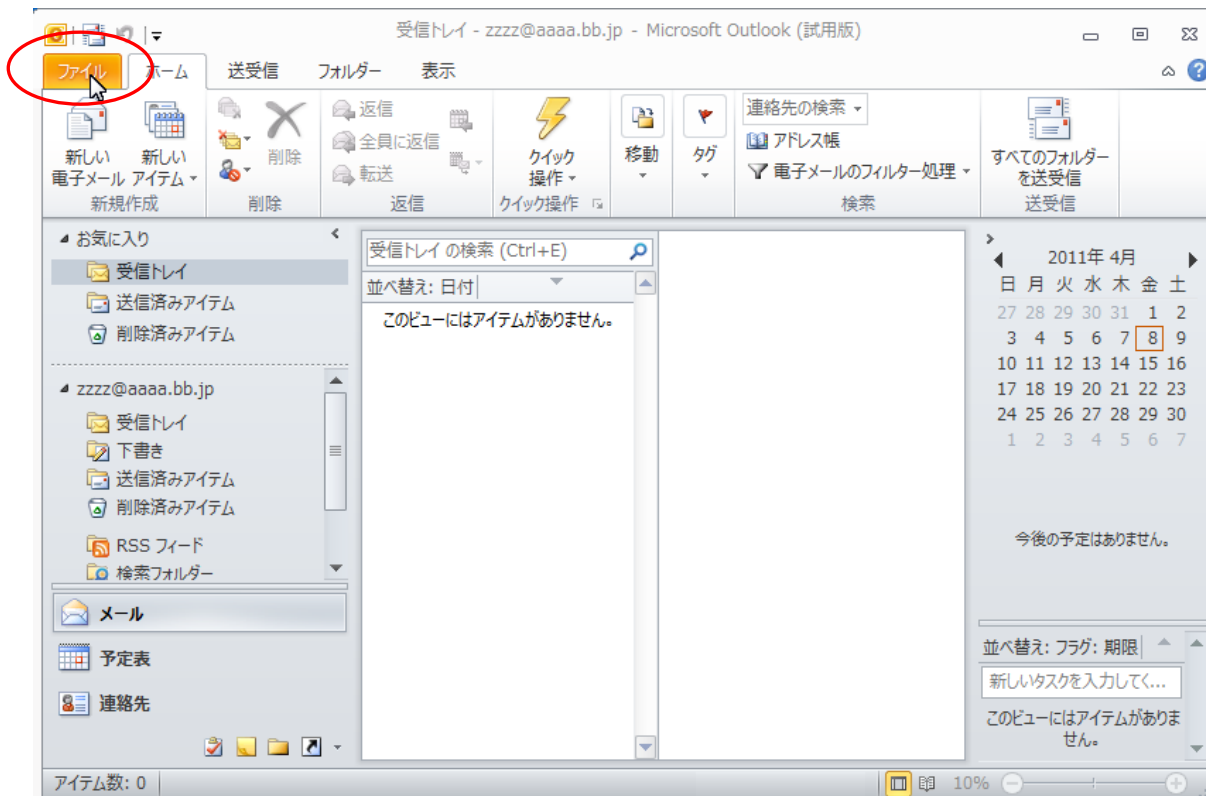 受信トレイ - zzzz@aaaa.bb.jp - Microsoft Outlook (試用版)
ファイル ホーム 送受信 フォルダー 表示
新しい
電子メール
新しい
アイテム
新規作成
削除
削除
返信
全員に返信
転送
返信
クイック
操作
クイック操作
移動
タグ
連絡先の検索
アドレス帳
電子メールのフィルター処理
検索
すべてのフォルダー
を送受信
送受信
お気に入り
受信トレイ
送信済みアイテム
削除済みアイテム
zzzz@aaaa.bb.jp
受信トレイ
下書き
送信済みアイテム
削除済みアイテム
RSS フィード
検索フォルダー
メール
予定表
連絡先
受信トレイ の検索 (Ctrl+E)
並べ替え: 日付
このビューにはアイテムがありません。
2011年 4月
日 月 火 水 木 金 土
27 28 29 30 31 1 2
3 4 5 6 7 8 9
10 11 12 13 14 15 16
17 18 19 20 21 22 23
24 25 26 27 28 29 30
1 2 3 4 5 6 7
今後の予定はありません。
並べ替え: フラグ: 期限
新しいタスクを入力してく...
このビューにはアイテムがありま
せん。
アイテム数: 0
10%